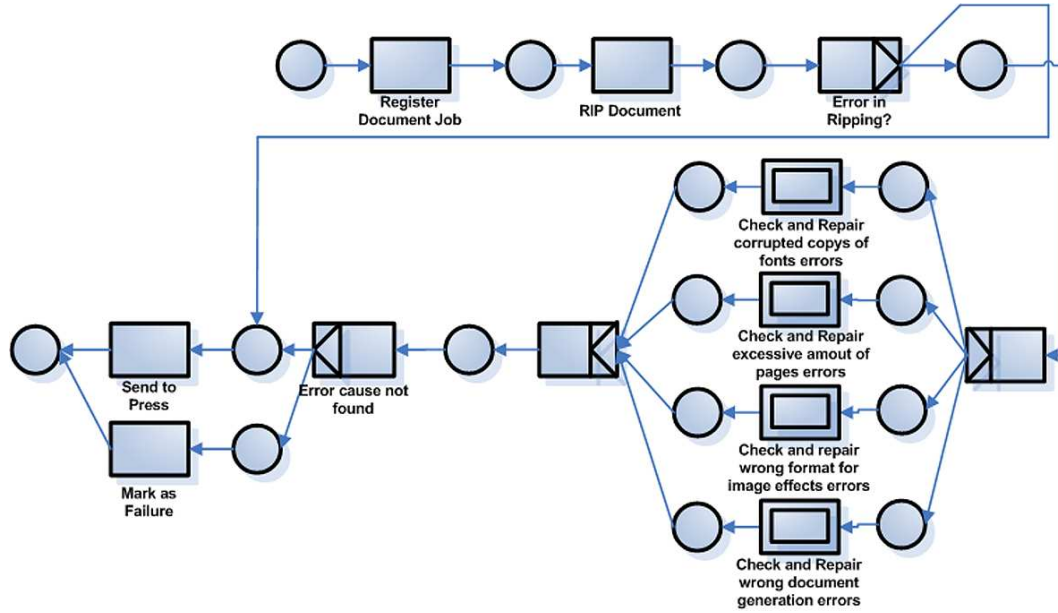 Register
Document Job
RIP Document
Error in
Ripping?
Check and Repair
corrupted copys of
fonts errors
Check and Repair
excessive amout of
pages errors
Send to
Press
Error cause not
found
Check and repair
wrong format for
image effects errors
Mark as
Failure
Check and Repair
wrong document
generation errors